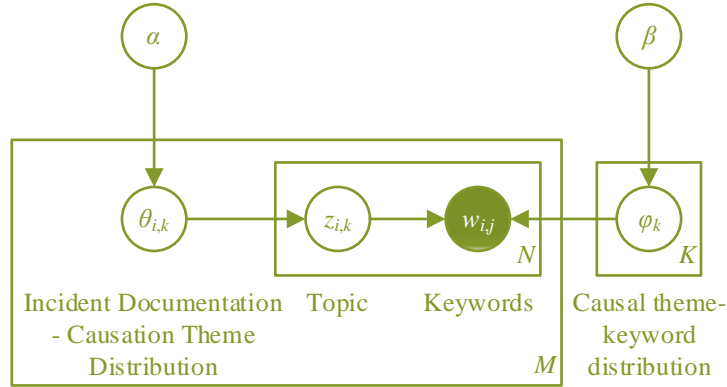 α
β
θi,k
zi,k
wi,j
φk
N
K
Incident Documentation
- Causation Theme
Distribution
Topic
Keywords
Causal theme-
keyword
distribution
M